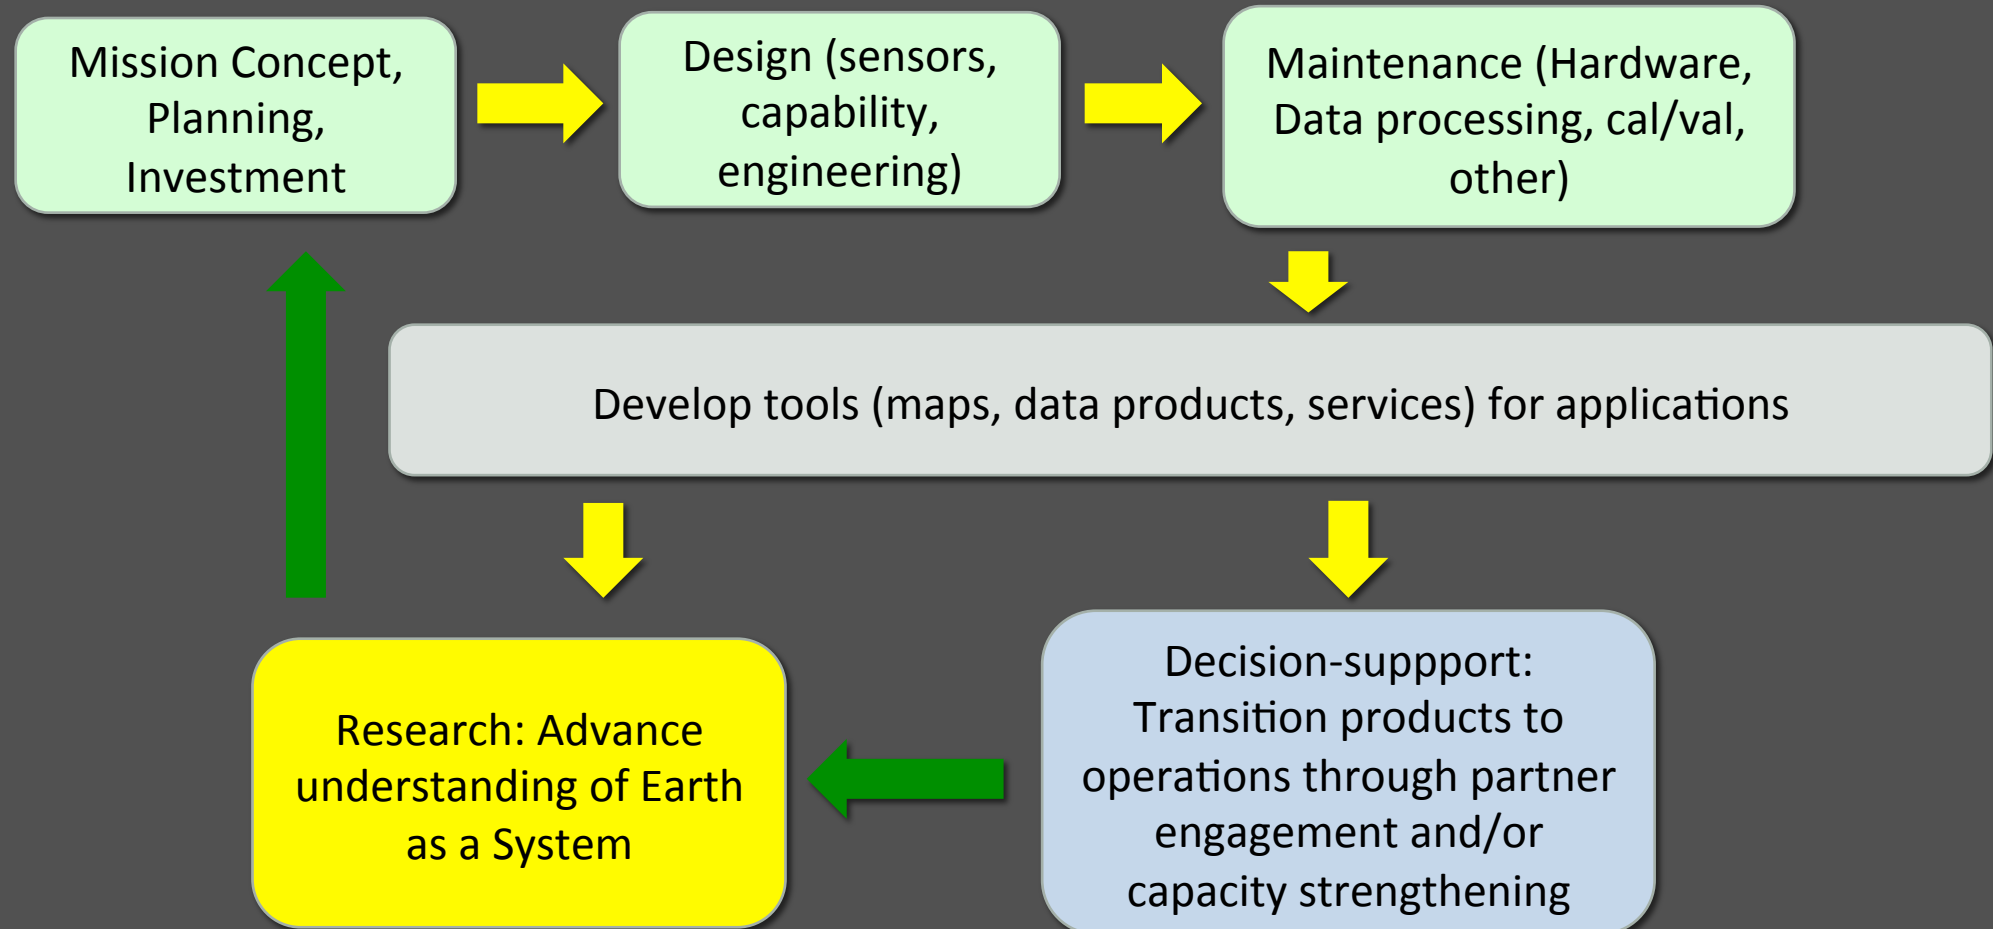 Mission Concept,
Planning,
Investment
Design (sensors,
capability,
engineering)
Maintenance (Hardware,
Data processing, cal/val,
other)
Develop tools (maps, data products, services) for applications
Research: Advance
understanding of Earth
as a System
Decision-suppport:
Transition products to
operations through partner
engagement and/or
capacity strengthening